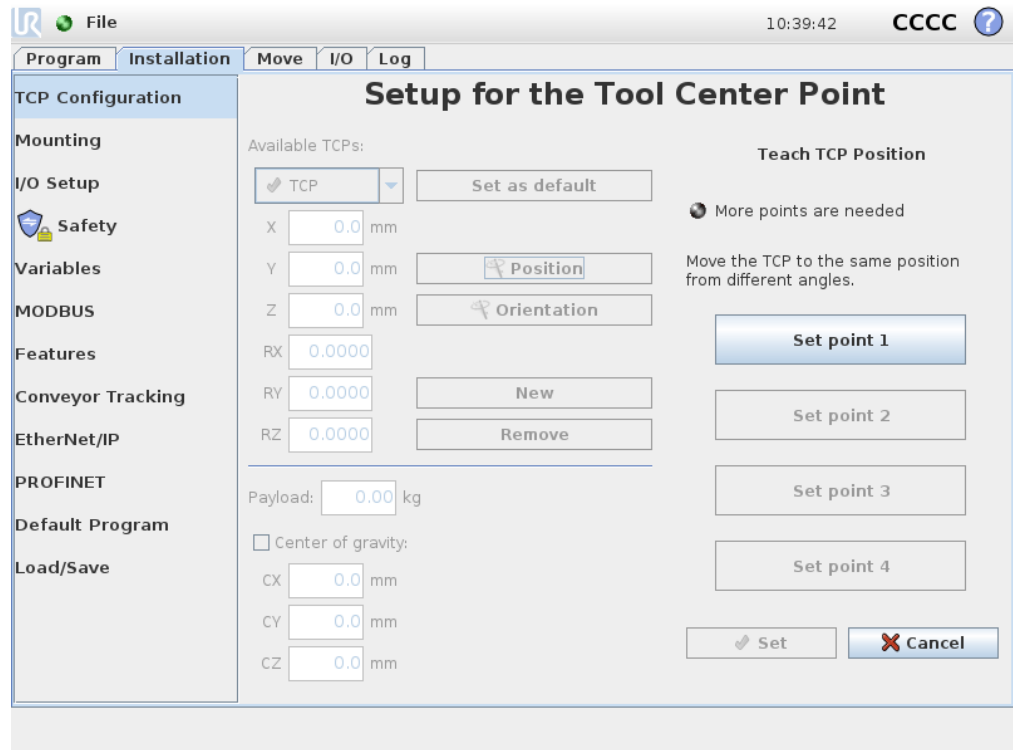 UR File 10:39:42 CCCC ?
Program Installation Move I/O Log
TCP Configuration
Mounting
I/O Setup
Safety
Variables
MODBUS
Features
Conveyor Tracking
EtherNet/IP
PROFINET
Default Program
Load/Save
Setup for the Tool Center Point
Available TCPs:
TCP Set as default
X 0.0 mm
Y 0.0 mm Position
Z 0.0 mm Orientation
RX 0.0000
RY 0.0000 New
RZ 0.0000 Remove
Payload: 0.00 kg
Center of gravity:
CX 0.0 mm
CY 0.0 mm
CZ 0.0 mm
Teach TCP Position
More points are needed
Move the TCP to the same position
from different angles.
Set point 1
Set point 2
Set point 3
Set point 4
Set Cancel